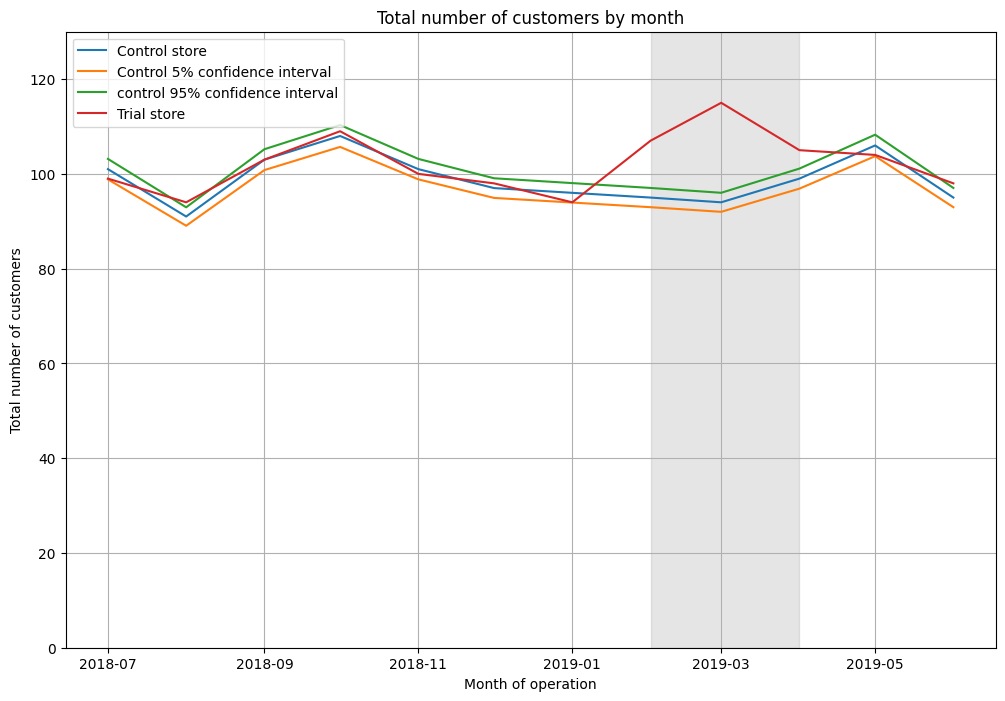 Total number of customers by month
Control store
Control 5% confidence interval
control 95% confidence interval
Trial store
Total number of customers
120
100
80
60
40
20
0
2018-07 2018-09 2018-11 2019-01 2019-03 2019-05
Month of operation